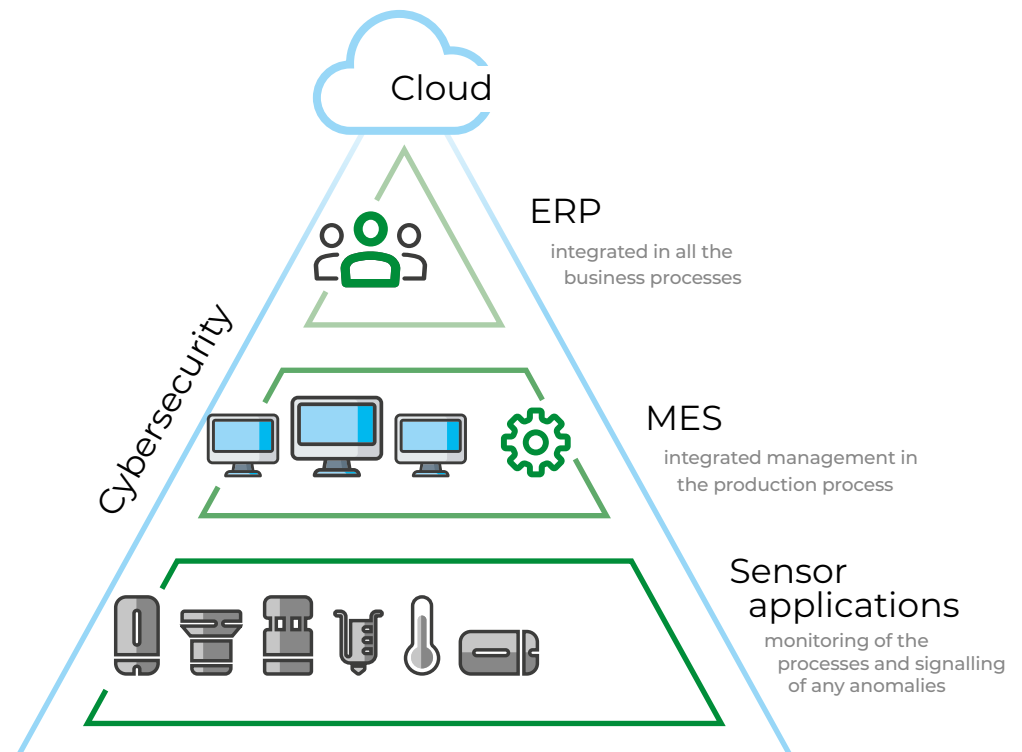 Cloud
ERP
integrated in all the
business processes
Cybersecurity
MES
integrated management in
the production process
Sensor
applications
monitoring of the
processes and signalling
of any anomalies